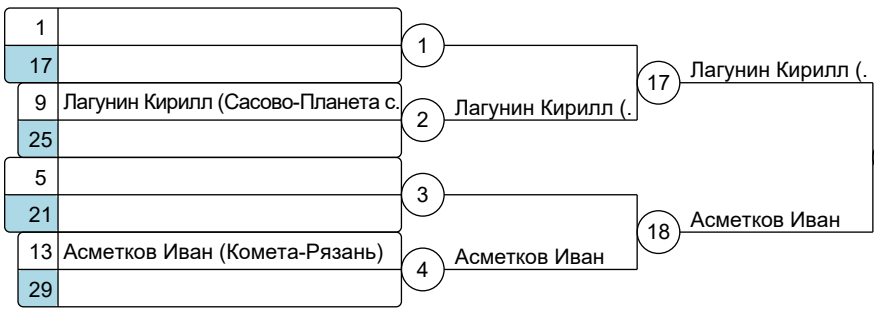 1
17
1
9 Лагунин Кирилл (Сасово-Планета с.
25
2 Лагунин Кирилл (.
17 Лагунин Кирилл (.
5
21
3
13 Асметков Иван (Комета-Рязань)
29
4 Асметков Иван
18 Асметков Иван